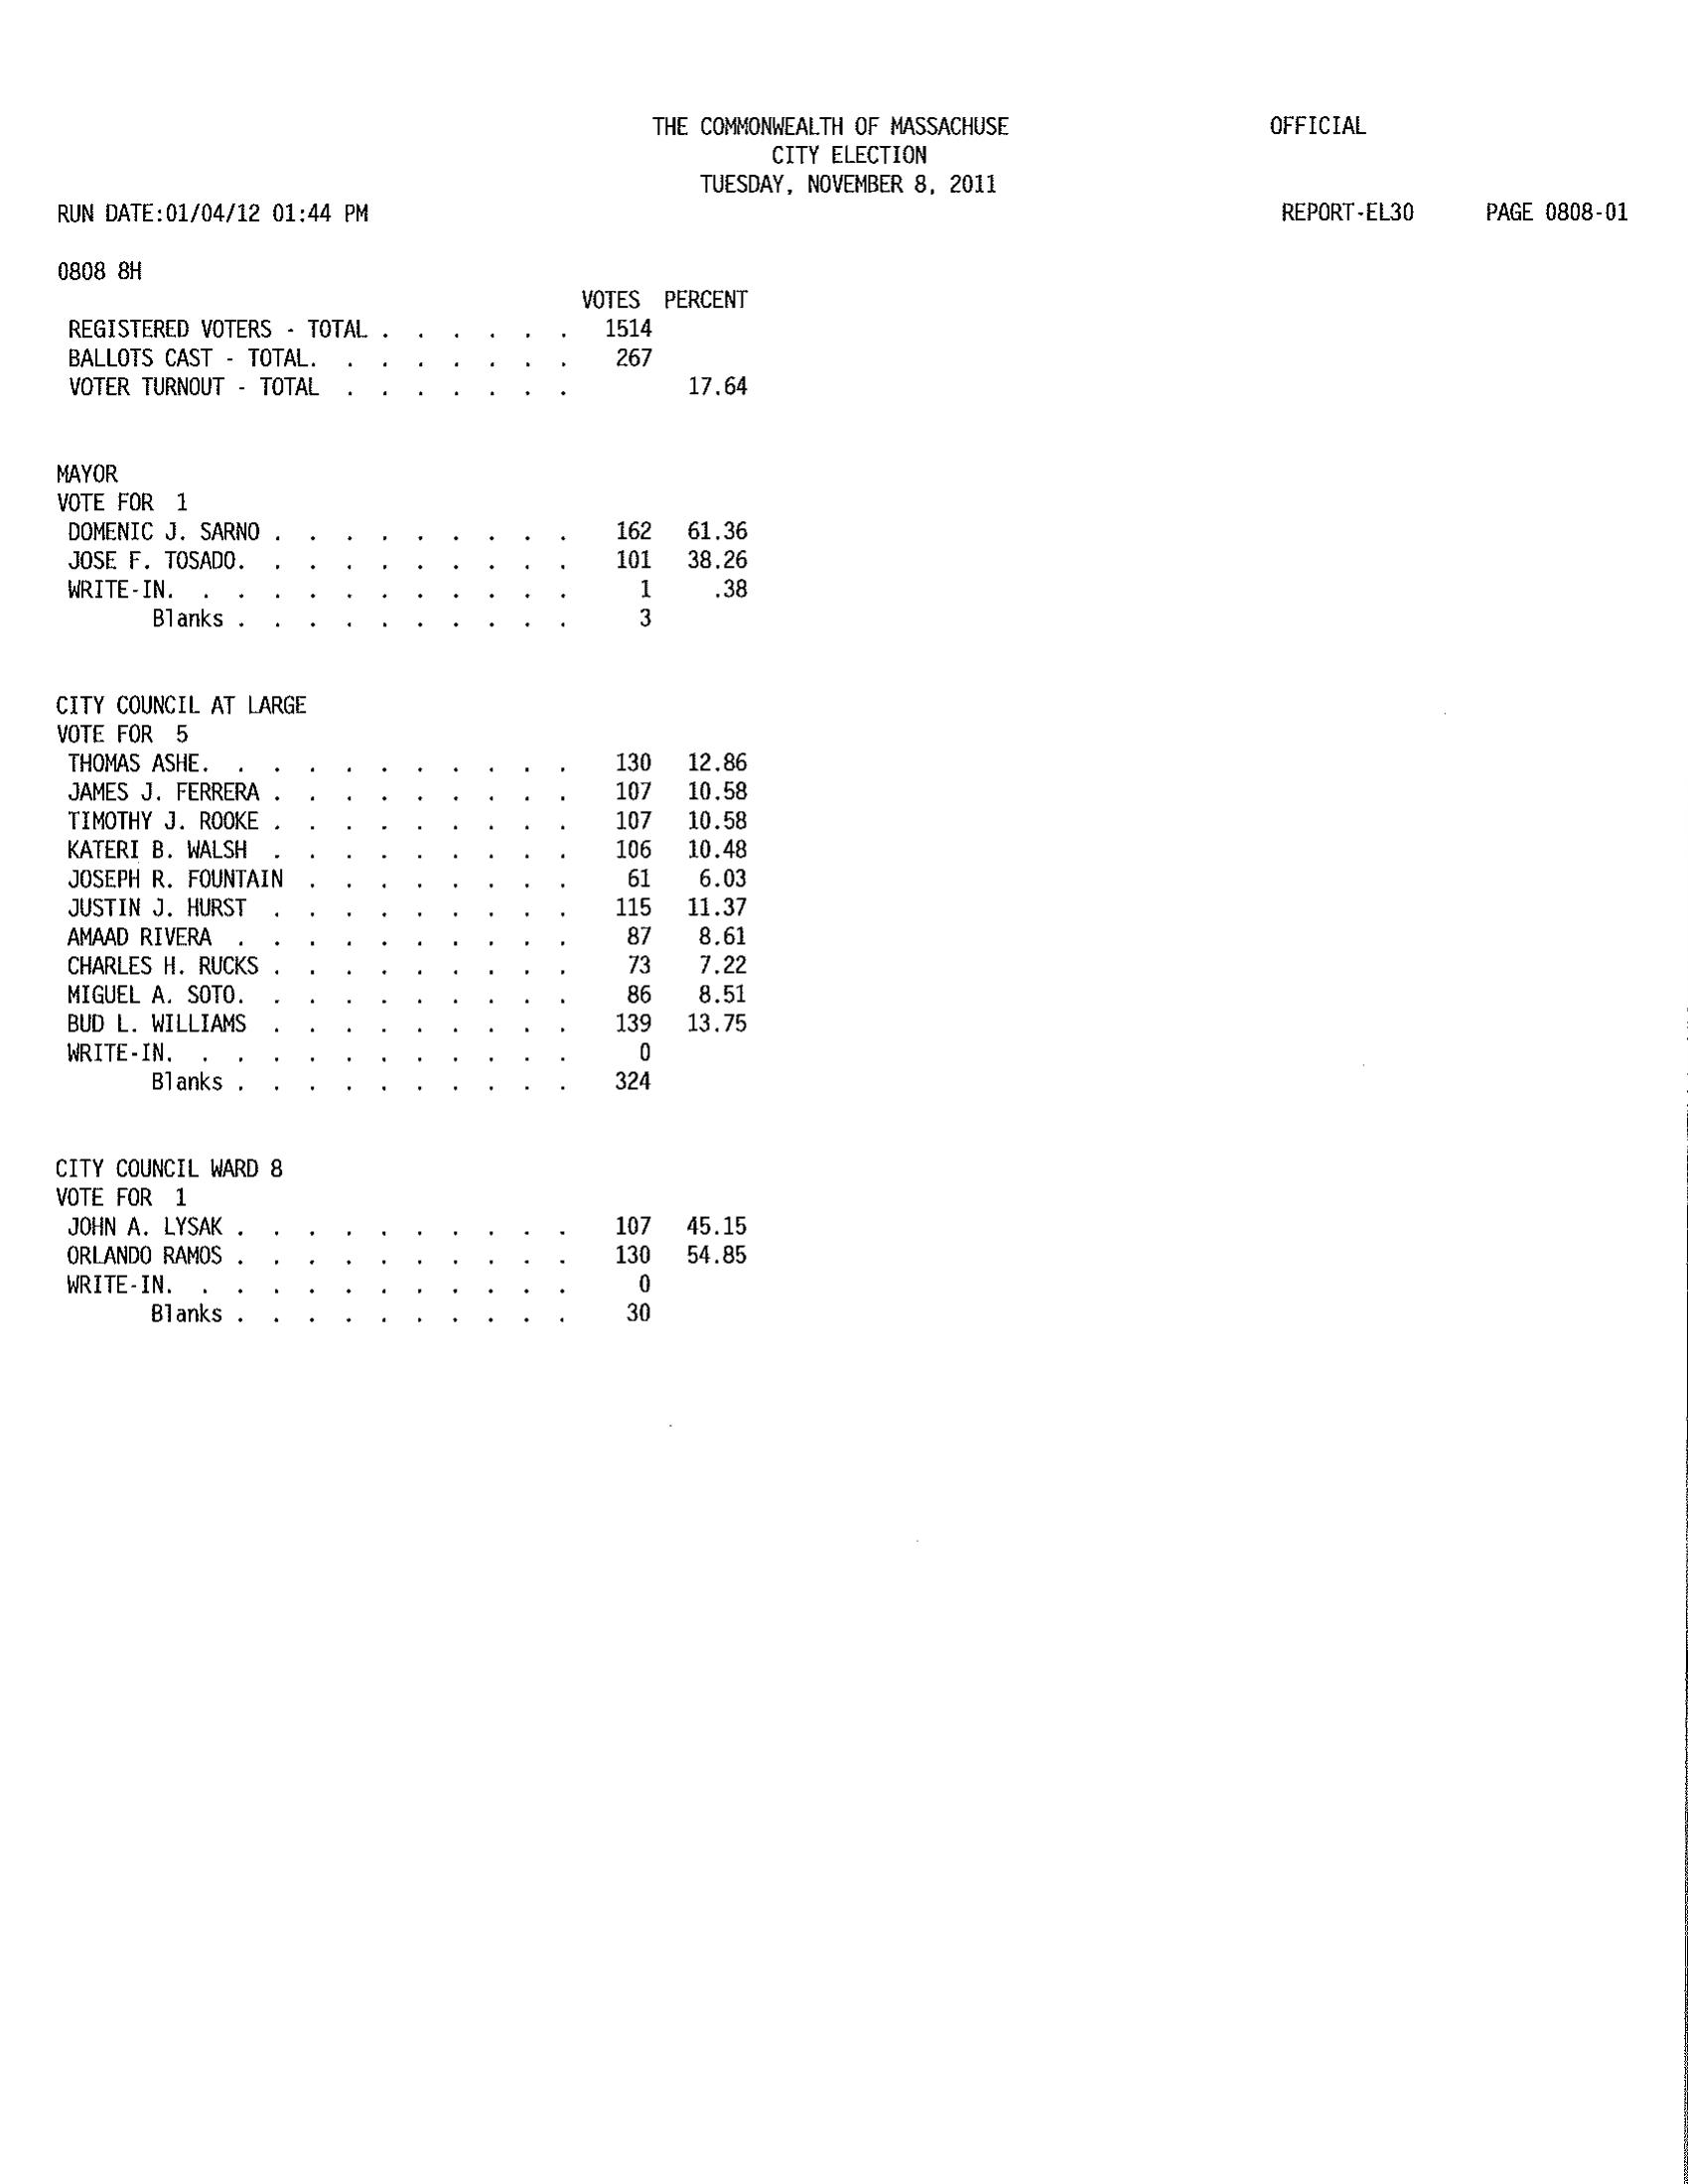 THE COMMONWEALTH OF MASSACHUSE OFFICIAL
CITY ELECTION
TUESDAY, NOVEMBER 8, 2011
RUN DATE:01/04/12 01:44 PM REPORT-EL30 PAGE 0808-01
0808 8H
VOTES PERCENT
REGISTERED VOTERS - TOTAL . . . . . . 1514
BALLOTS CAST - TOTAL. . . . . . . . 267
VOTER TURNOUT - TOTAL . . . . . . . 17.64
MAYOR
VOTE FOR 1
DOMENIC J. SARNO . . . . . . . . . 162 61.36
JOSE F. TOSADO. . . . . . . . . . 101 38.26
WRITE-IN. . . . . . . . . . . . 1 .38
Blanks . . . . . . . . . . 3
CITY COUNCIL AT LARGE
VOTE FOR 5
THOMAS ASHE. . . . . . . . . . . 130 12.86
JAMES J. FERRERA . . . . . . . . . 107 10.58
TIMOTHY J. ROOKE . . . . . . . . . 107 10.58
KATERI B. WALSH . . . . . . . . . 106 10.48
JOSEPH R. FOUNTAIN . . . . . . . . 61 6.03
JUSTIN J. HURST . . . . . . . . . 115 11.37
AMAAD RIVERA . . . . . . . . . . 87 8.61
CHARLES H. RUCKS . . . . . . . . . 73 7.22
MIGUEL A. SOTO. . . . . . . . . . 86 8.51
BUD L. WILLIAMS . . . . . . . . . 139 13.75
WRITE-IN. . . . . . . . . . . . 0
Blanks . . . . . . . . . . 324
CITY COUNCIL WARD 8
VOTE FOR 1
JOHN A. LYSAK . . . . . . . . . . 107 45.15
ORLANDO RAMOS . . . . . . . . . . 130 54.85
WRITE-IN. . . . . . . . . . . . 0
Blanks . . . . . . . . . . 30